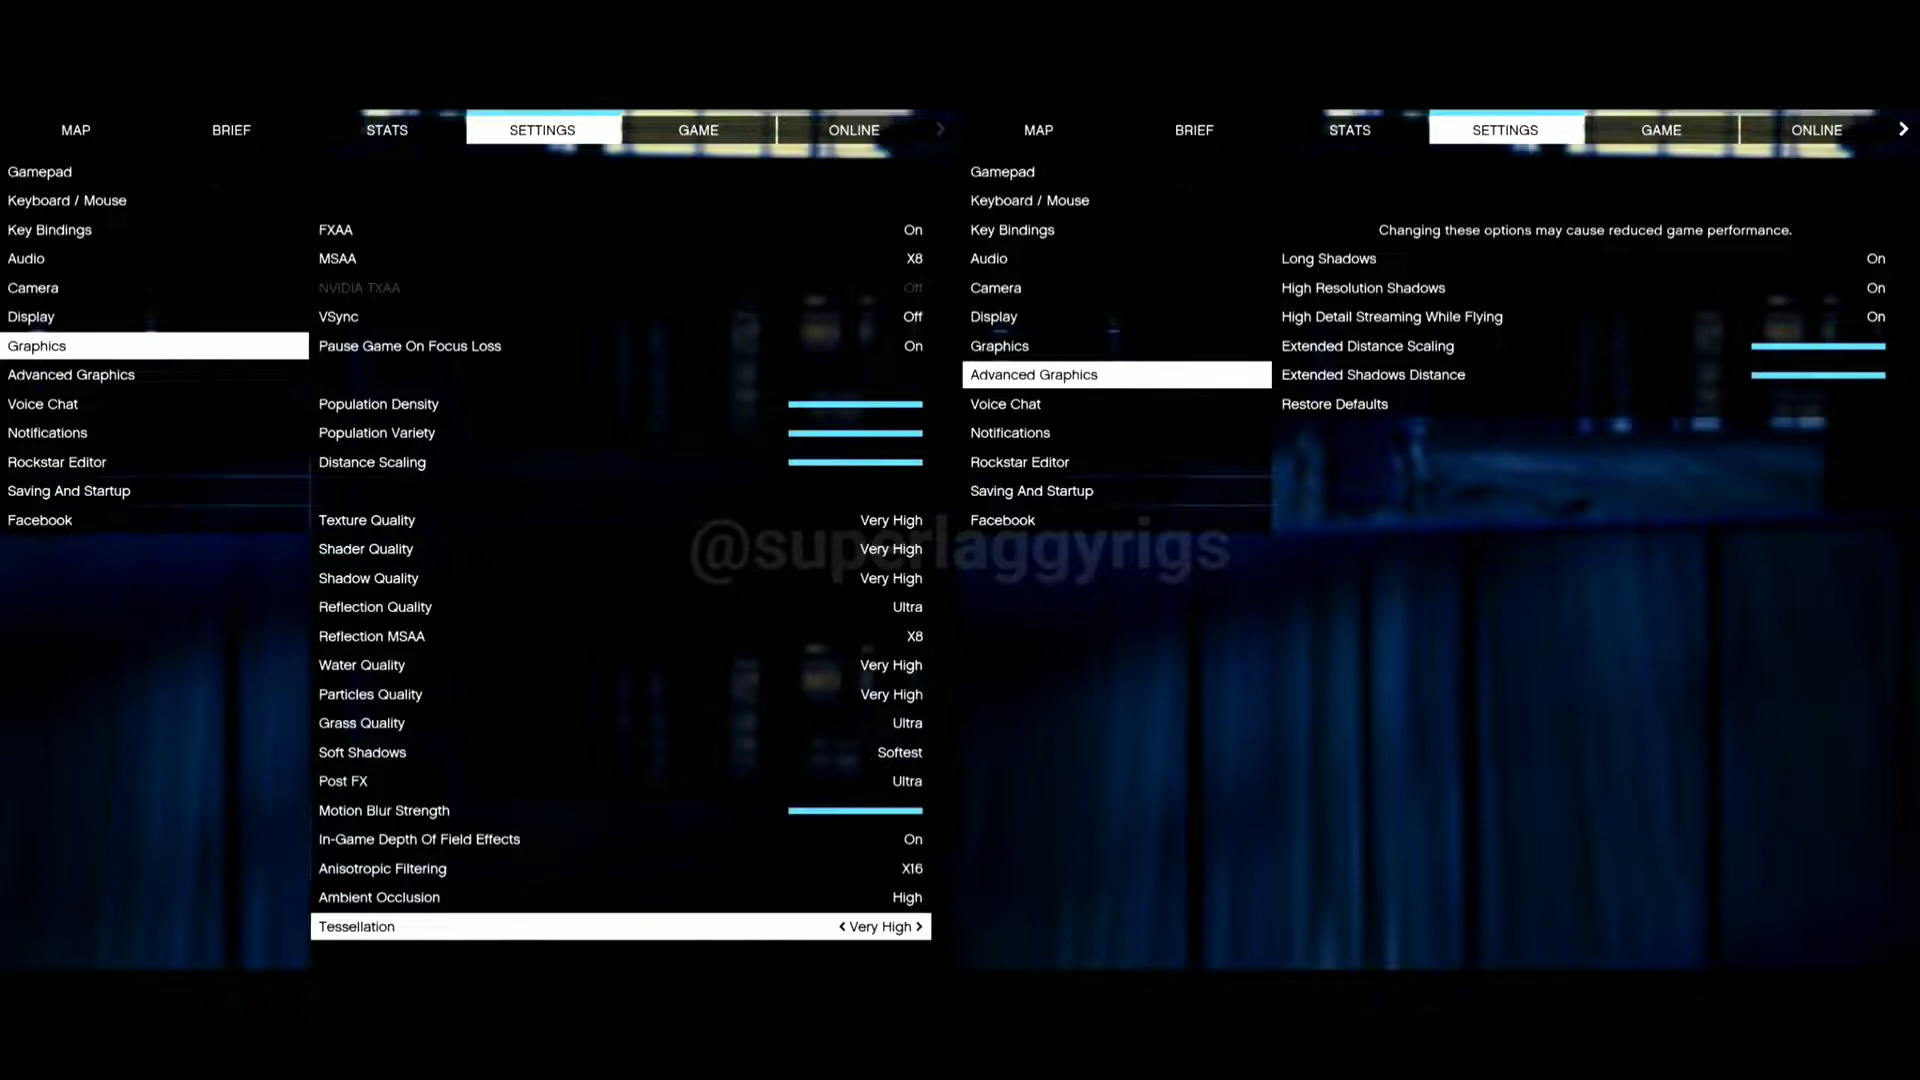 MAP BRIEF STATS SETTINGS GAME ONLINE
Gamepad
Keyboard / Mouse
Key Bindings
Audio
Camera
Display
Graphics
Advanced Graphics
Voice Chat
Notifications
Rockstar Editor
Saving And Startup
Facebook
FXAA On
MSAA X8
NVIDIA TXAA Off
VSync Off
Pause Game On Focus Loss On
Population Density
Population Variety
Distance Scaling
Texture Quality Very High
Shader Quality Very High
Shadow Quality Very High
Reflection Quality Ultra
Reflection MSAA X8
Water Quality Very High
Particles Quality Very High
Grass Quality Ultra
Soft Shadows Softest
Post FX Ultra
Motion Blur Strength
In-Game Depth Of Field Effects On
Anisotropic Filtering X16
Ambient Occlusion High
Tessellation < Very High >
MAP BRIEF STATS SETTINGS GAME ONLINE
Gamepad
Keyboard / Mouse
Key Bindings
Audio
Camera
Display
Graphics
Advanced Graphics
Voice Chat
Notifications
Rockstar Editor
Saving And Startup
Facebook
Changing these options may cause reduced game performance.
Long Shadows On
High Resolution Shadows On
High Detail Streaming While Flying On
Extended Distance Scaling
Extended Shadows Distance
Restore Defaults
@superlaggyrigs